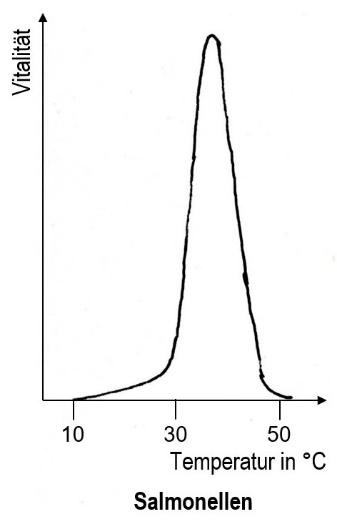 Vitalität
10 30 50
Temperatur in °C
Salmonellen